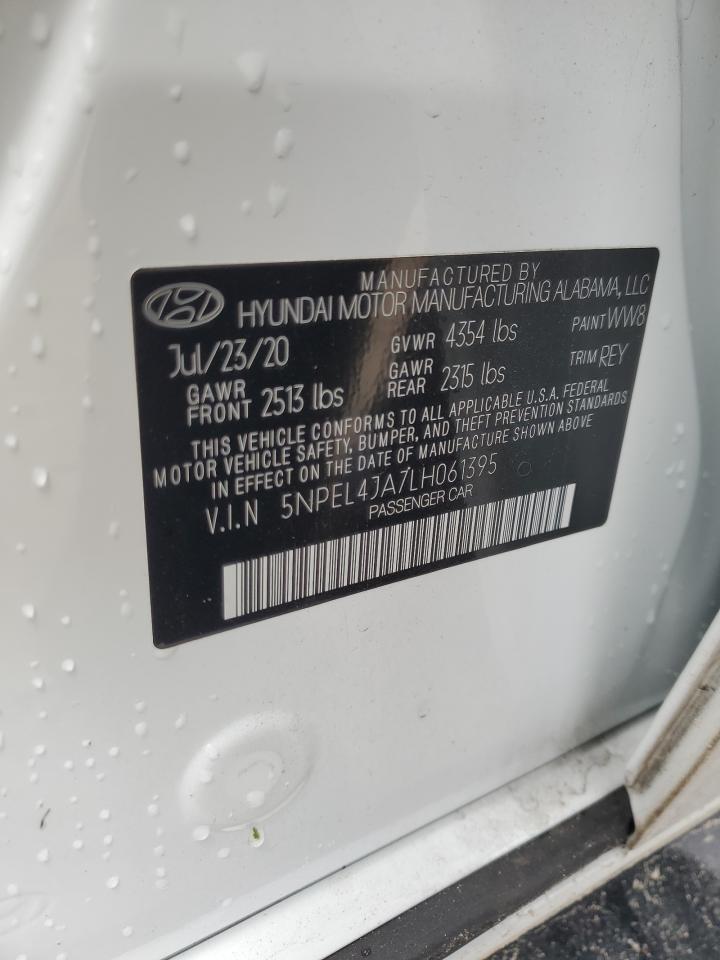 MANUFACTURED BY
HYUNDAI MOTOR MANUFACTURING ALABAMA, LLC
Jul/23/20 GVWR 4354 lbs PAINT WW8
GAWR FRONT 2513 lbs GAWR REAR 2315 lbs TRIM REY
THIS VEHICLE CONFORMS TO ALL APPLICABLE U.S.A. FEDERAL
MOTOR VEHICLE SAFETY, BUMPER, AND THEFT PREVENTION STANDARDS
IN EFFECT ON THE DATE OF MANUFACTURE SHOWN ABOVE
V.I.N 5NPEL4JA7LH061395
PASSENGER CAR